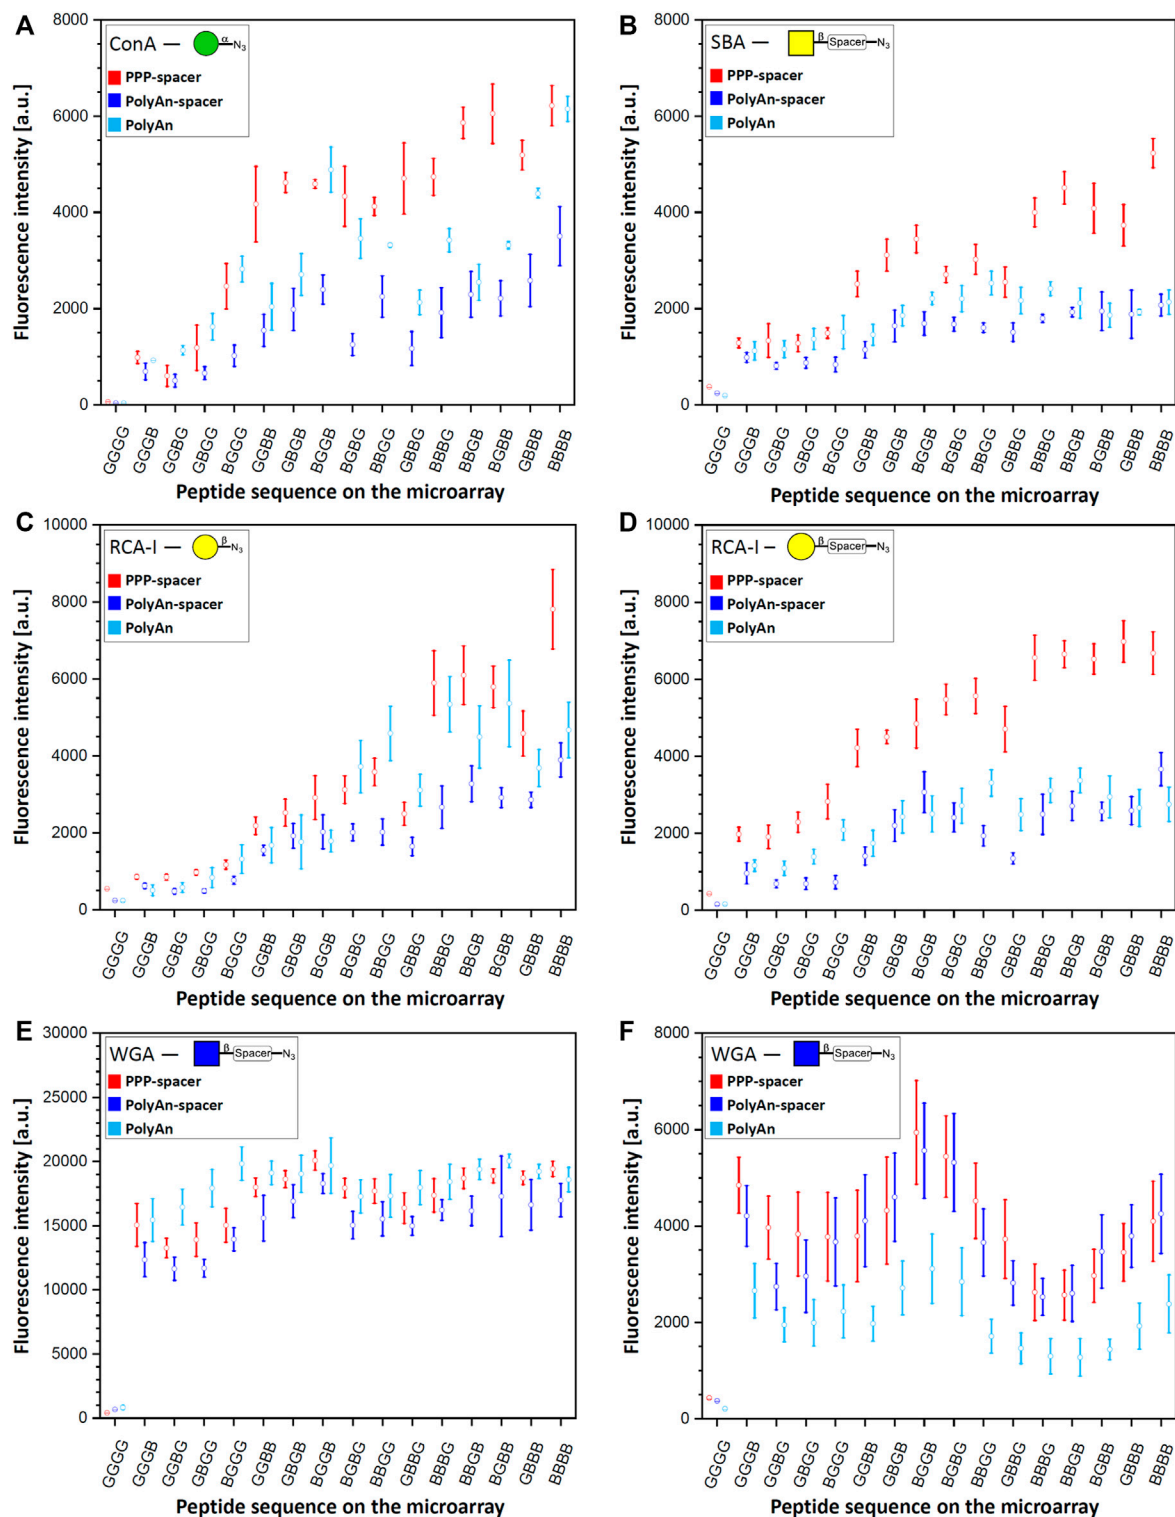 A
ConA — α N₃
PPP-spacer
PolyAn-spacer
PolyAn
Fluorescence intensity [a.u.]
8000
6000
4000
2000
0
GGGG GGGB GGBG GBGG BGGG GGBB GBGB BGGB BGBG BBGG GBBG BBBG BBGB BGBB GBBB BBBB
Peptide sequence on the microarray
B
SBA — β Spacer N₃
PPP-spacer
PolyAn-spacer
PolyAn
Fluorescence intensity [a.u.]
8000
6000
4000
2000
0
GGGG GGGB GGBG GBGG BGGG GGBB GBGB BGGB BGBG BBGG GBBG BBBG BBGB BGBB GBBB BBBB
Peptide sequence on the microarray
C
RCA-I — β N₃
PPP-spacer
PolyAn-spacer
PolyAn
Fluorescence intensity [a.u.]
10000
8000
6000
4000
2000
0
GGGG GGGB GGBG GBGG BGGG GGBB GBGB BGGB BGBG BBGG GBBG BBBG BBGB BGBB GBBB BBBB
Peptide sequence on the microarray
D
RCA-I — β Spacer N₃
PPP-spacer
PolyAn-spacer
PolyAn
Fluorescence intensity [a.u.]
10000
8000
6000
4000
2000
0
GGGG GGGB GGBG GBGG BGGG GGBB GBGB BGGB BGBG BBGG GBBG BBBG BBGB BGBB GBBB BBBB
Peptide sequence on the microarray
E
WGA — β Spacer N₃
PPP-spacer
PolyAn-spacer
PolyAn
Fluorescence intensity [a.u.]
30000
25000
20000
15000
10000
5000
0
GGGG GGGB GGBG GBGG BGGG GGBB GBGB BGGB BGBG BBGG GBBG BBBG BBGB BGBB GBBB BBBB
Peptide sequence on the microarray
F
WGA — β Spacer N₃
PPP-spacer
PolyAn-spacer
PolyAn
Fluorescence intensity [a.u.]
8000
6000
4000
2000
0
GGGG GGGB GGBG GBGG BGGG GGBB GBGB BGGB BGBG BBGG GBBG BBBG BBGB BGBB GBBB BBBB
Peptide sequence on the microarray